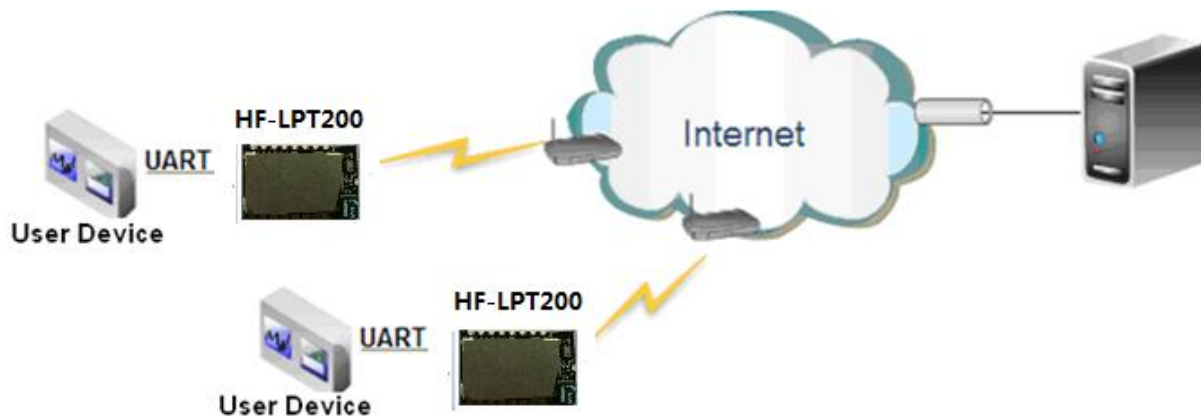 HF-LPT200
UART
User Device
Internet
HF-LPT200
UART
User Device